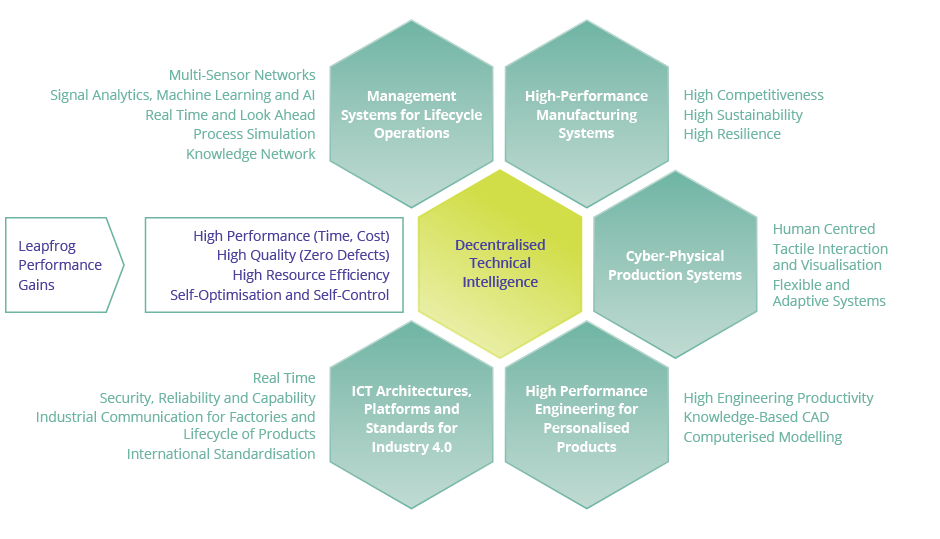 Multi-Sensor Networks
Signal Analytics, Machine Learning and AI
Real Time and Look Ahead
Process Simulation
Knowledge Network
Management
Systems for Lifecycle
Operations
High-Performance
Manufacturing
Systems
High Competitiveness
High Sustainability
High Resilience
Leapfrog
Performance
Gains
High Performance (Time, Cost)
High Quality (Zero Defects)
High Resource Efficiency
Self-Optimisation and Self-Control
Decentralised
Technical
Intelligence
Cyber-Physical
Production Systems
Human Centred
Tactile Interaction
and Visualisation
Flexible and
Adaptive Systems
Real Time
Security, Reliability and Capability
Industrial Communication for Factories and
Lifecycle of Products
International Standardisation
ICT Architectures,
Platforms and
Standards for
Industry 4.0
High Performance
Engineering for
Personalised
Products
High Engineering Productivity
Knowledge-Based CAD
Computerised Modelling